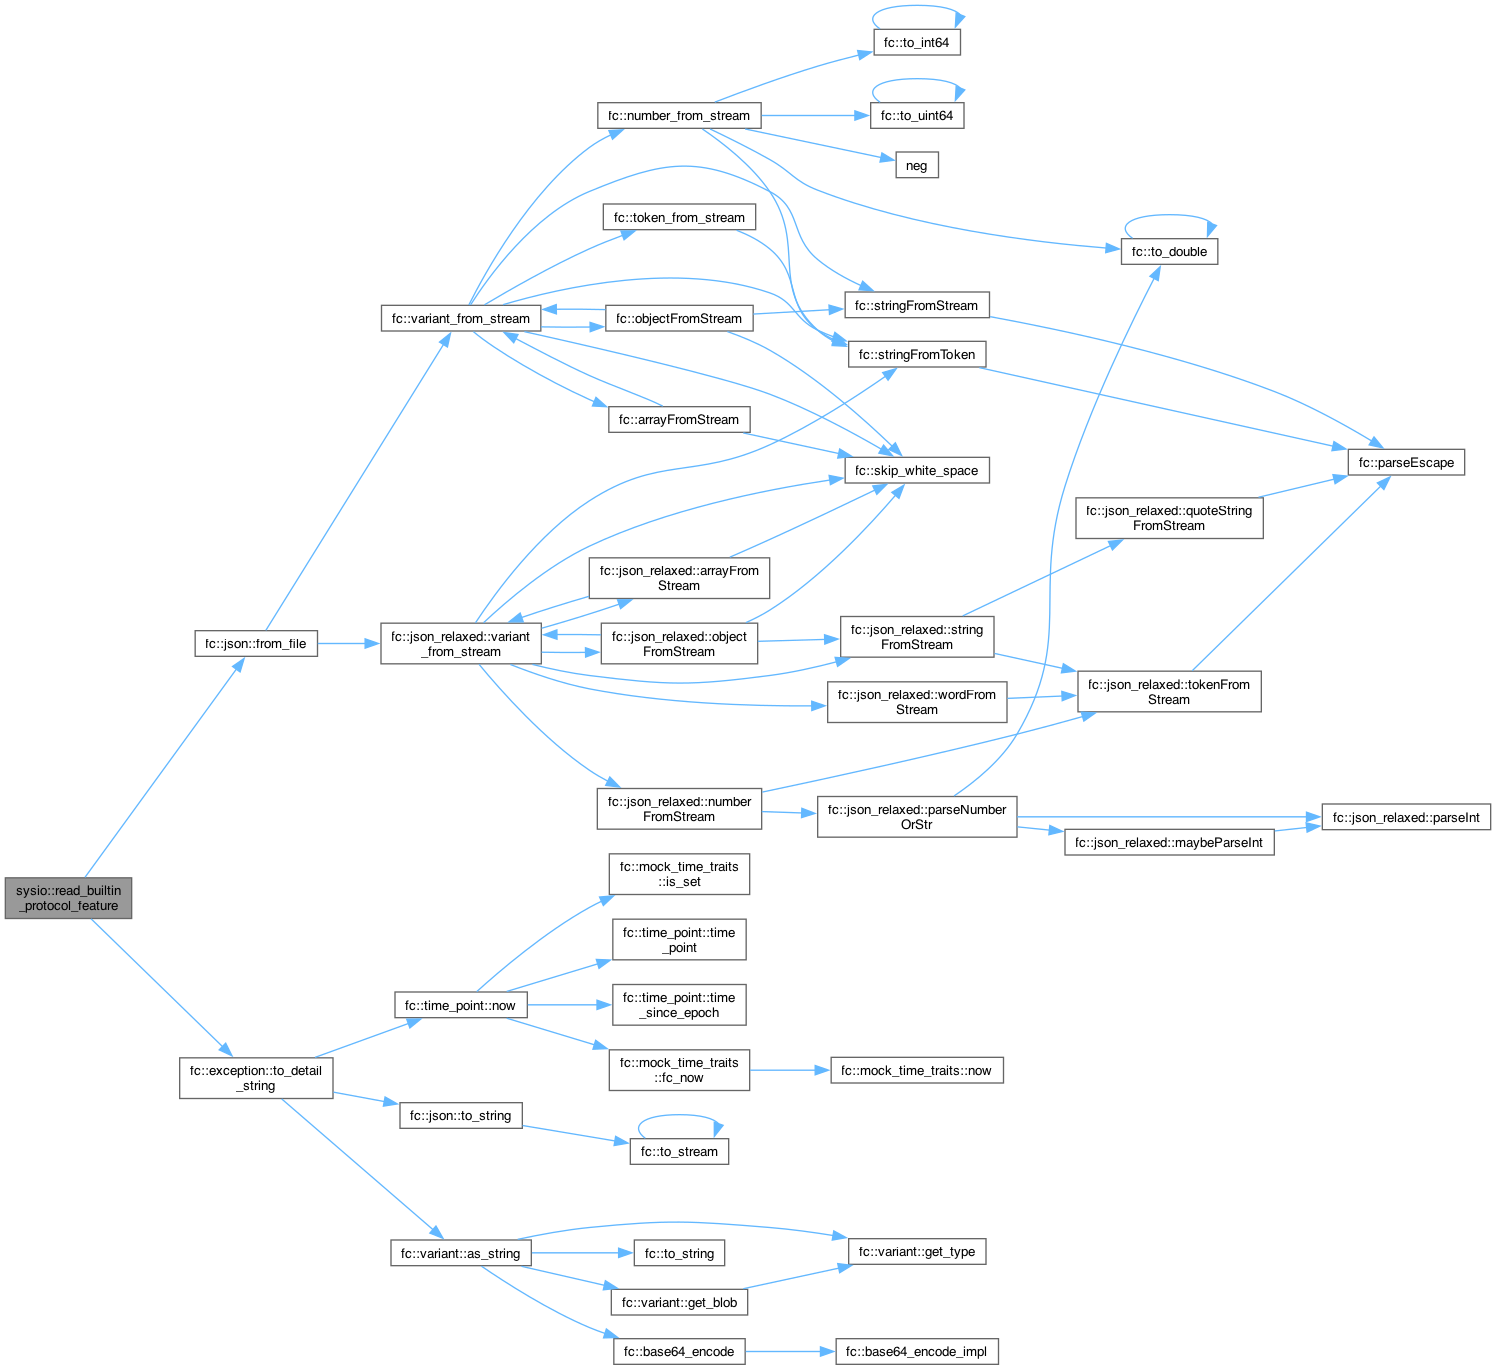 fc::to_int64
fc::number_from_stream
fc::to_uint64
neg
fc::token_from_stream
fc::to_double
fc::variant_from_stream
fc::objectFromStream
fc::stringFromStream
fc::stringFromToken
fc::arrayFromStream
fc::skip_white_space
fc::parseEscape
fc::json_relaxed::quoteString
FromStream
fc::json_relaxed::arrayFrom
Stream
fc::json::from_file
fc::json_relaxed::variant
_from_stream
fc::json_relaxed::object
FromStream
fc::json_relaxed::string
FromStream
fc::json_relaxed::wordFrom
Stream
fc::json_relaxed::tokenFrom
Stream
fc::json_relaxed::number
FromStream
fc::json_relaxed::parseNumber
OrStr
fc::json_relaxed::parseInt
fc::json_relaxed::maybeParseInt
sysio::read_builtin
_protocol_feature
fc::mock_time_traits
::is_set
fc::time_point::time
_point
fc::time_point::now
fc::time_point::time
_since_epoch
fc::exception::to_detail
_string
fc::mock_time_traits
::fc_now
fc::mock_time_traits::now
fc::json::to_string
fc::to_stream
fc::variant::as_string
fc::to_string
fc::variant::get_type
fc::variant::get_blob
fc::base64_encode
fc::base64_encode_impl